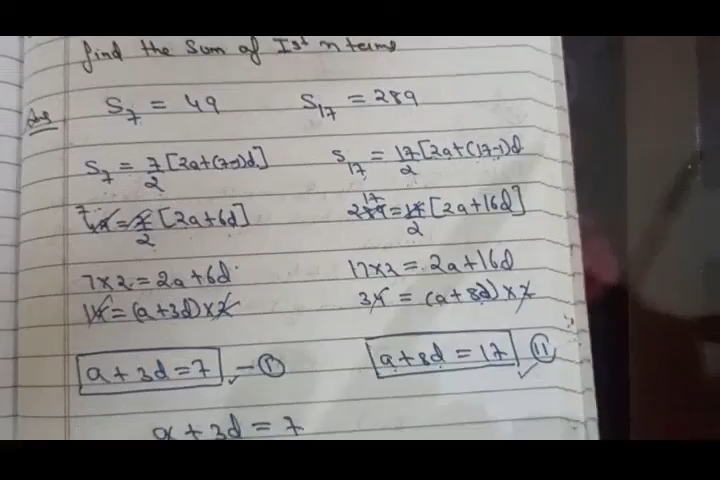 find the Sum of Ist n terms
Ans S₇ = 49 S₁₇ = 289
S₇ = 7/2 [2a+(7-1)d] S₁₇ = 17/2 [2a+(17-1)d
7 49 = 7/2 [2a+6d] 17 289 = 17/2 [2a+16d]
7×2 = 2a+6d 17×2 = 2a+16d
14 = (a+3d)×2 34 = (a+8d)×2
a+3d=7 - I a+8d = 17 II
a+3d = 7